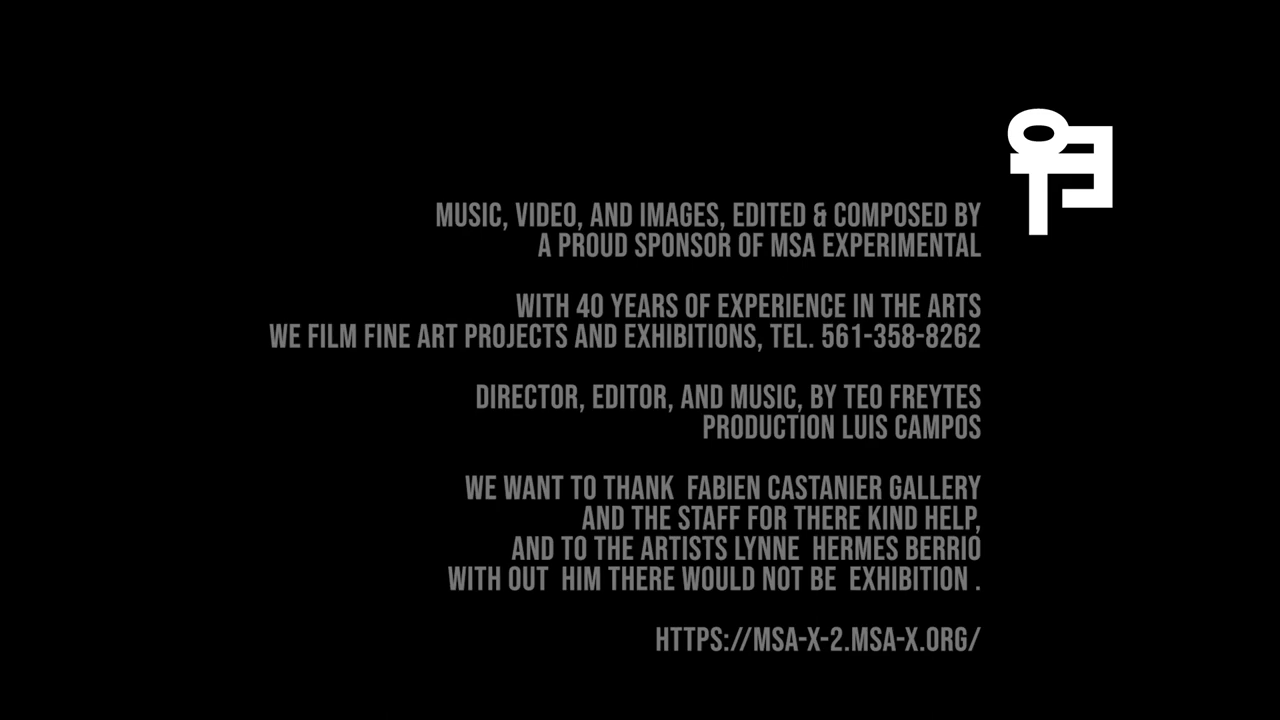 MUSIC, VIDEO, AND IMAGES, EDITED & COMPOSED BY
A PROUD SPONSOR OF MSA EXPERIMENTAL
WITH 40 YEARS OF EXPERIENCE IN THE ARTS
WE FILM FINE ART PROJECTS AND EXHIBITIONS, TEL. 561-358-8262
DIRECTOR, EDITOR, AND MUSIC, BY TEO FREYTES
PRODUCTION LUIS CAMPOS
WE WANT TO THANK FABIEN CASTANIER GALLERY
AND THE STAFF FOR THERE KIND HELP,
AND TO THE ARTISTS LYNNE HERMES BERRIO
WITH OUT HIM THERE WOULD NOT BE EXHIBITION .
HTTPS://MSA-X-2.MSA-X.ORG/